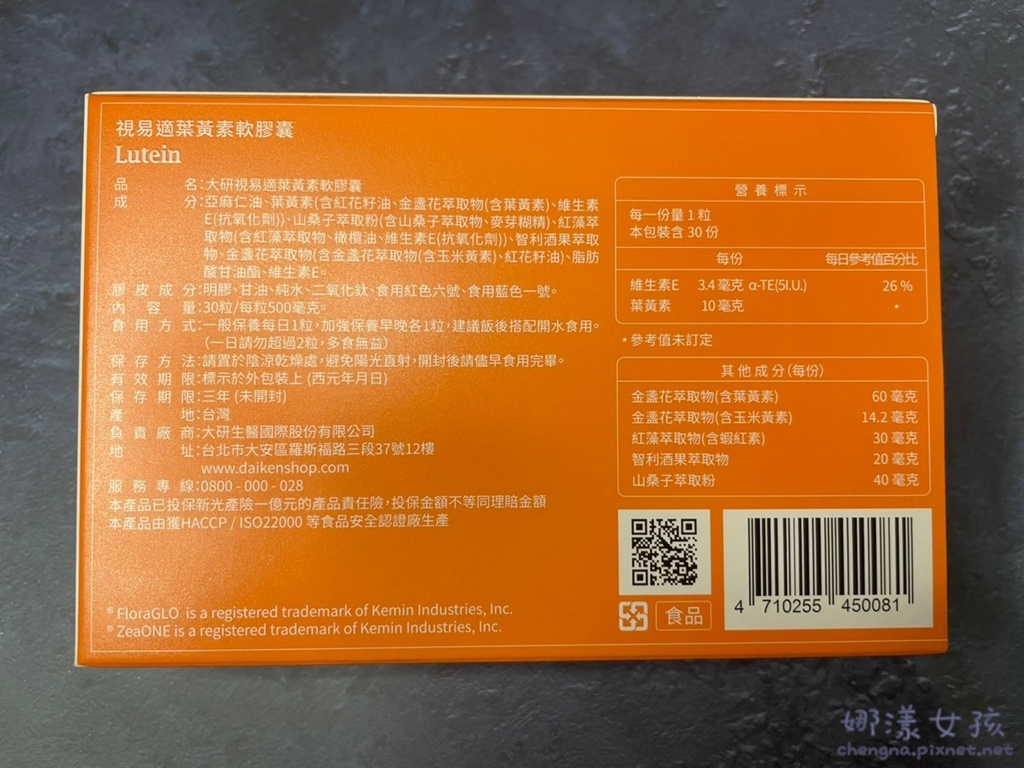 視易適葉黃素軟膠囊
Lutein
品名:大研視易適葉黃素軟膠囊
成分:亞麻仁油、葉黃素(含紅花籽油、金盞花萃取物(含葉黃素)、維生素
E(抗氧化劑))、山桑子萃取粉(含山桑子萃取物、麥芽糊精)、紅藻萃
取物(含紅藻萃取物、橄欖油、維生素E(抗氧化劑))、智利酒果萃取
物、金盞花萃取物(含金盞花萃取物(含玉米黃素)、紅花籽油)、脂肪
酸甘油酯、維生素E。
膠皮成分:明膠、甘油、純水、二氧化鈦、食用紅色六號、食用藍色一號。
內容量:30粒/每粒500毫克。
食用方式:一般保養每日1粒,加強保養早晚各1粒,建議飯後搭配開水食用。
(一日請勿超過2粒,多食無益)
保存方法:請置於陰涼乾燥處,避免陽光直射,開封後請儘早食用完畢。
有效期限:標示於外包裝上(西元年月日)
保存期限:三年(未開封)
產地:台灣
負責廠商:大研生醫國際股份有限公司
地址:台北市大安區羅斯福路三段37號12樓
www.daikenshop.com
服務專線:0800-000-028
本產品已投保新光產險一億元的產品責任險,投保金額不等同理賠金額
本產品由獲HACCP / ISO22000 等食品安全認證廠生產
® FloraGLO is a registered trademark of Kemin Industries, Inc.
® ZeaONE is a registered trademark of Kemin Industries, Inc.
營養標示
每一份量 1 粒
本包裝含 30 份
每份 每日參考值百分比
維生素E 3.4毫克 α-TE(5I.U.) 26 %
葉黃素 10 毫克 *
*參考值未訂定
其他成分(每份)
金盞花萃取物(含葉黃素) 60 毫克
金盞花萃取物(含玉米黃素) 14.2 毫克
紅藻萃取物(含蝦紅素) 30 毫克
智利酒果萃取物 20 毫克
山桑子萃取粉 40 毫克
食品
4 710255 450081
娜漾女孩
chengna.pixnet.net